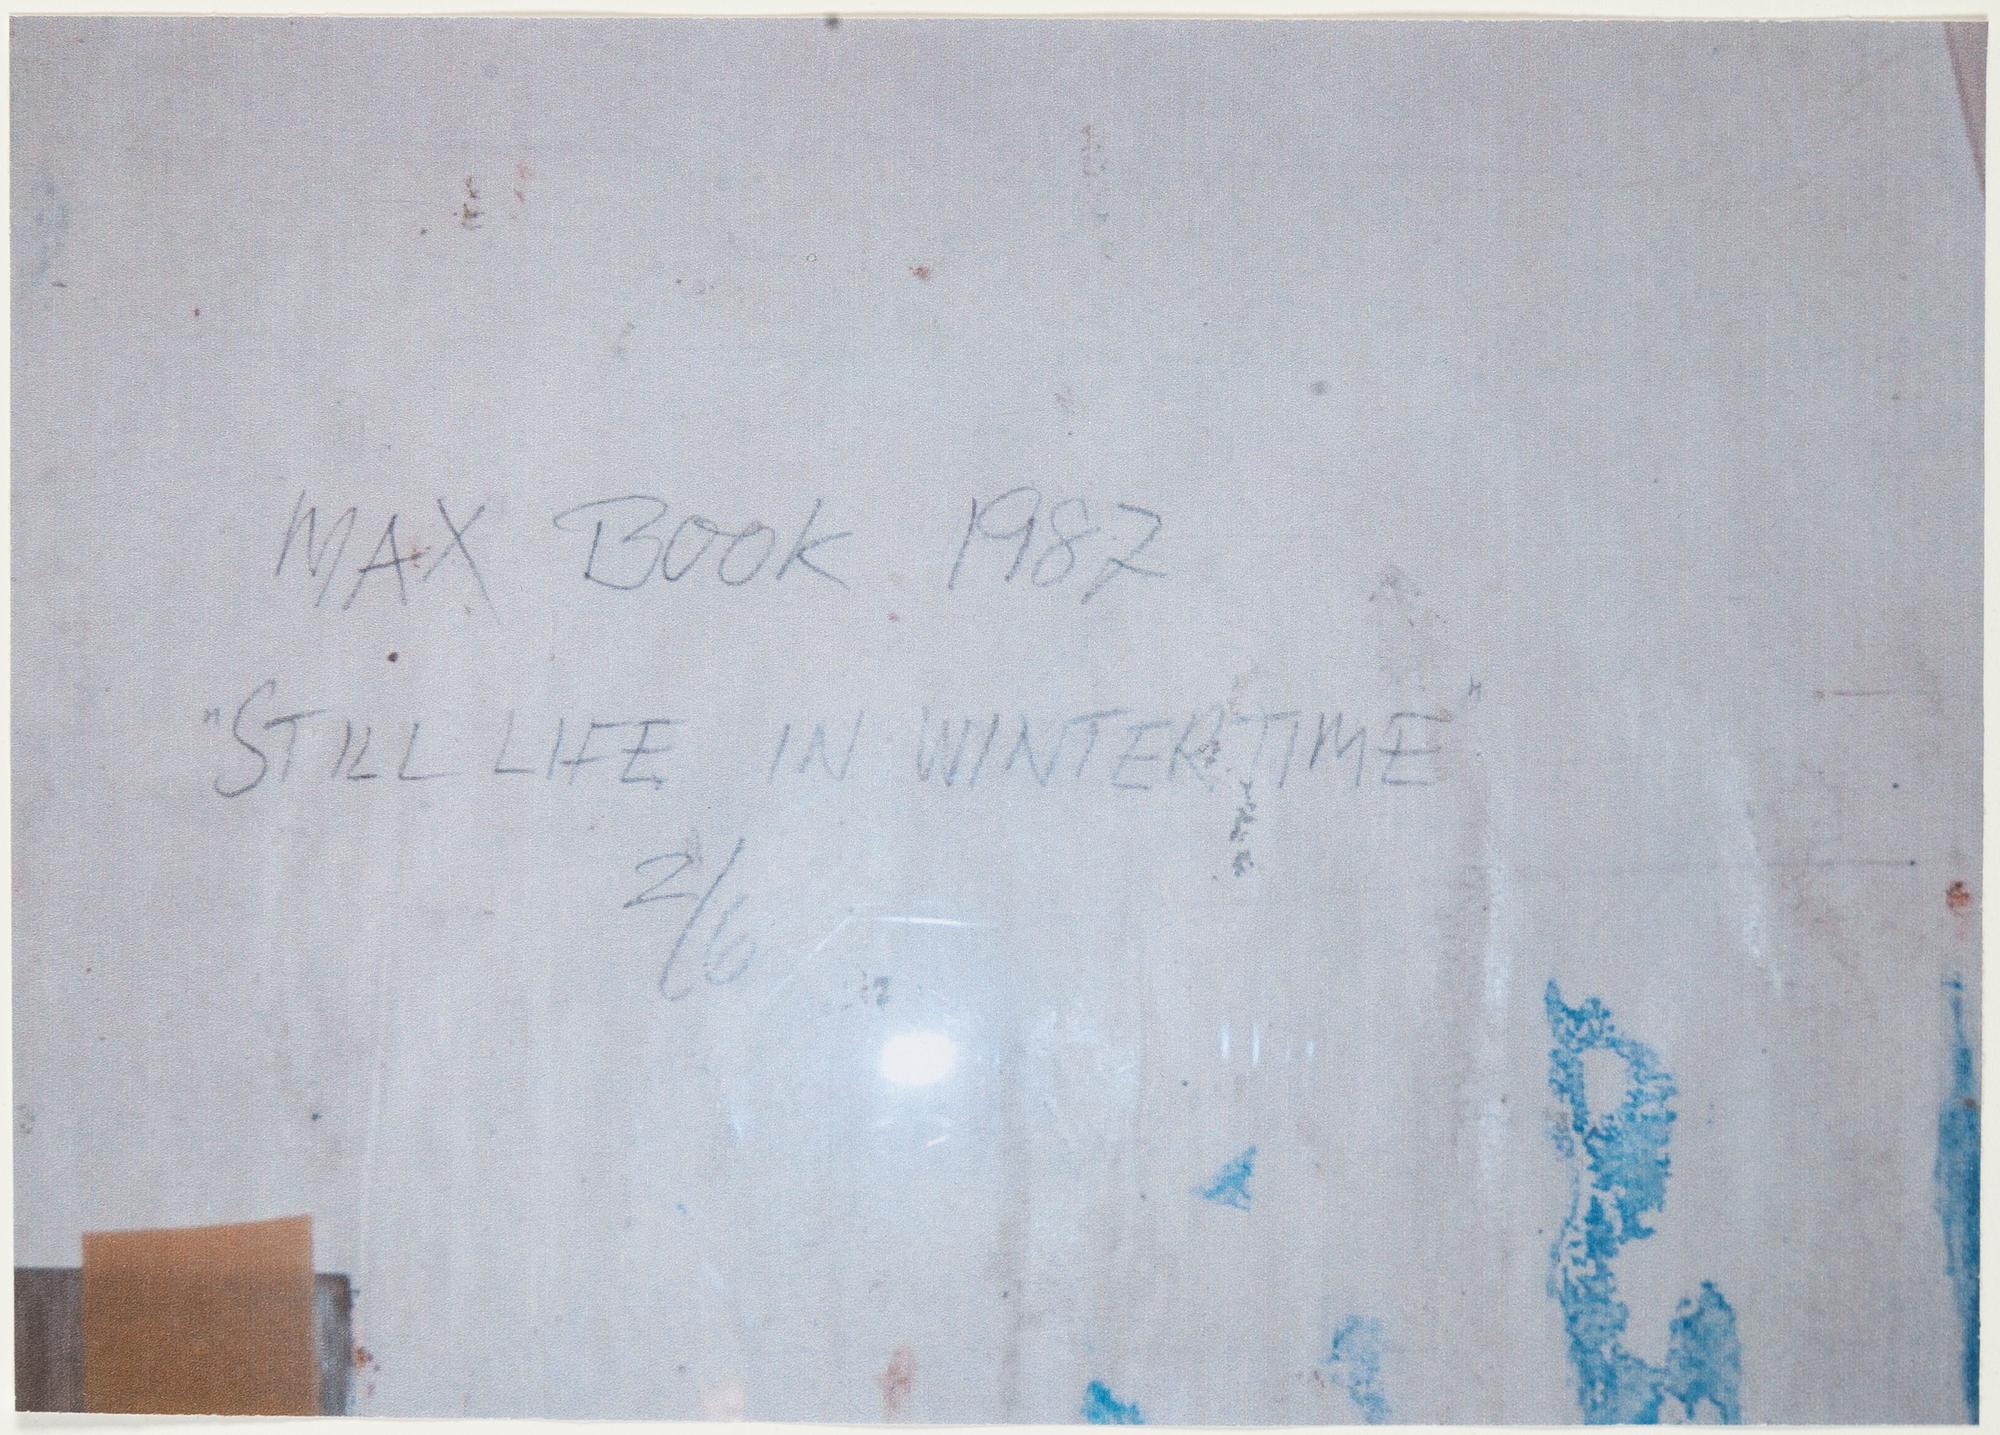 MAX BOOK 1987
"STILL LIFE IN WINTERTIME"
2/6